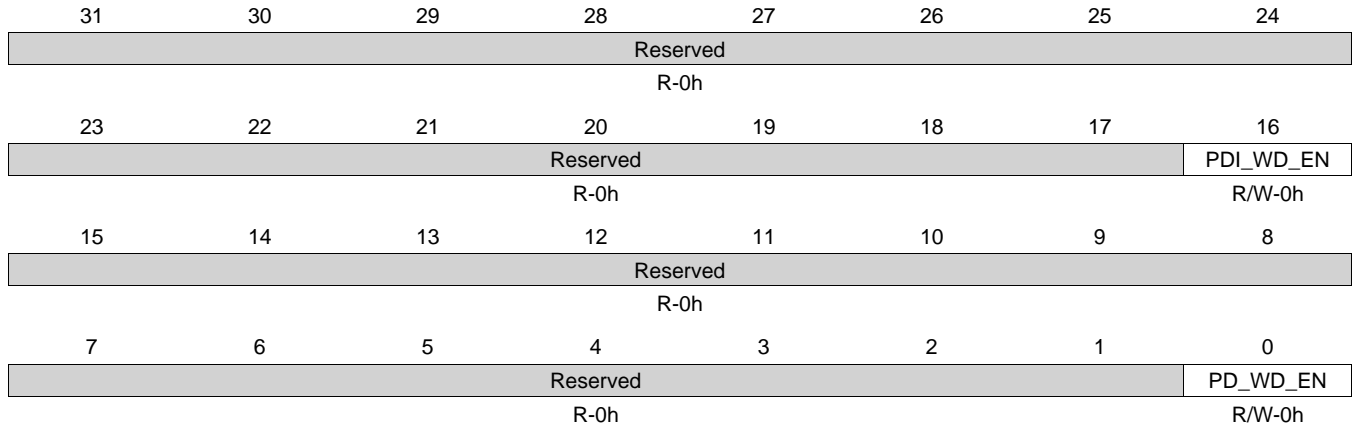 31 30 29 28 27 26 25 24
Reserved
R-0h
23 22 21 20 19 18 17 16
Reserved PDI_WD_EN
R-0h R/W-0h
15 14 13 12 11 10 9 8
Reserved
R-0h
7 6 5 4 3 2 1 0
Reserved PD_WD_EN
R-0h R/W-0h